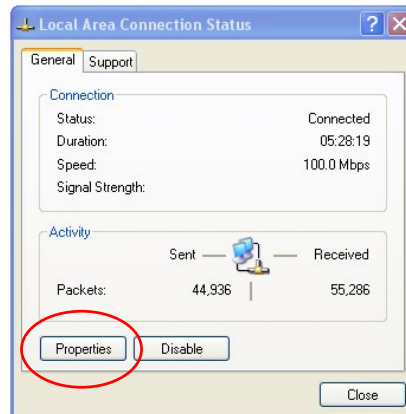 Local Area Connection Status
General Support
Connection
Status: Connected
Duration: 05:28:19
Speed: 100.0 Mbps
Signal Strength:
Activity
Sent Received
Packets: 44,936 55,286
Properties Disable
Close